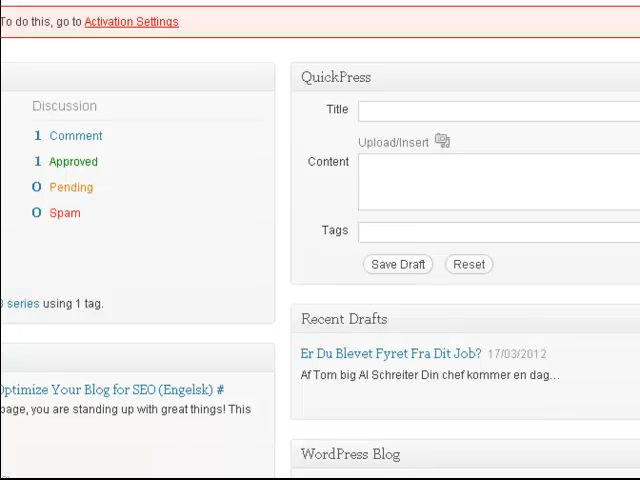 To do this, go to Activation Settings
Discussion
1 Comment
1 Approved
0 Pending
0 Spam
series using 1 tag.
Optimize Your Blog for SEO (Engelsk) #
page, you are standing up with great things! This
QuickPress
Title
Upload/Insert
Content
Tags
Save Draft
Reset
Recent Drafts
Er Du Blevet Fyret Fra Dit Job? 17/03/2012
Af Tom big Al Schreiter Din chef kommer en dag...
WordPress Blog